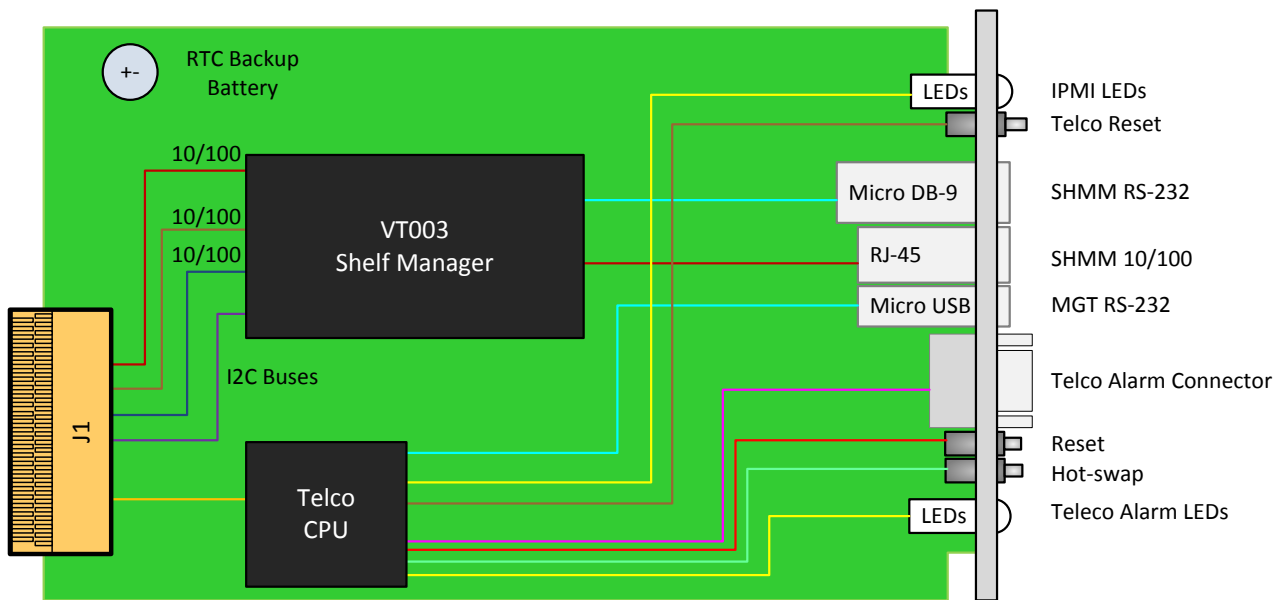 RTC Backup
Battery
+-
LEDs
IPMI LEDs
Telco Reset
10/100
10/100
10/100
VT003
Shelf Manager
Micro DB-9
SHMM RS-232
RJ-45
SHMM 10/100
Micro USB
MGT RS-232
I2C Buses
Telco Alarm Connector
J1
Reset
Hot-swap
Telco
CPU
LEDs
Teleco Alarm LEDs